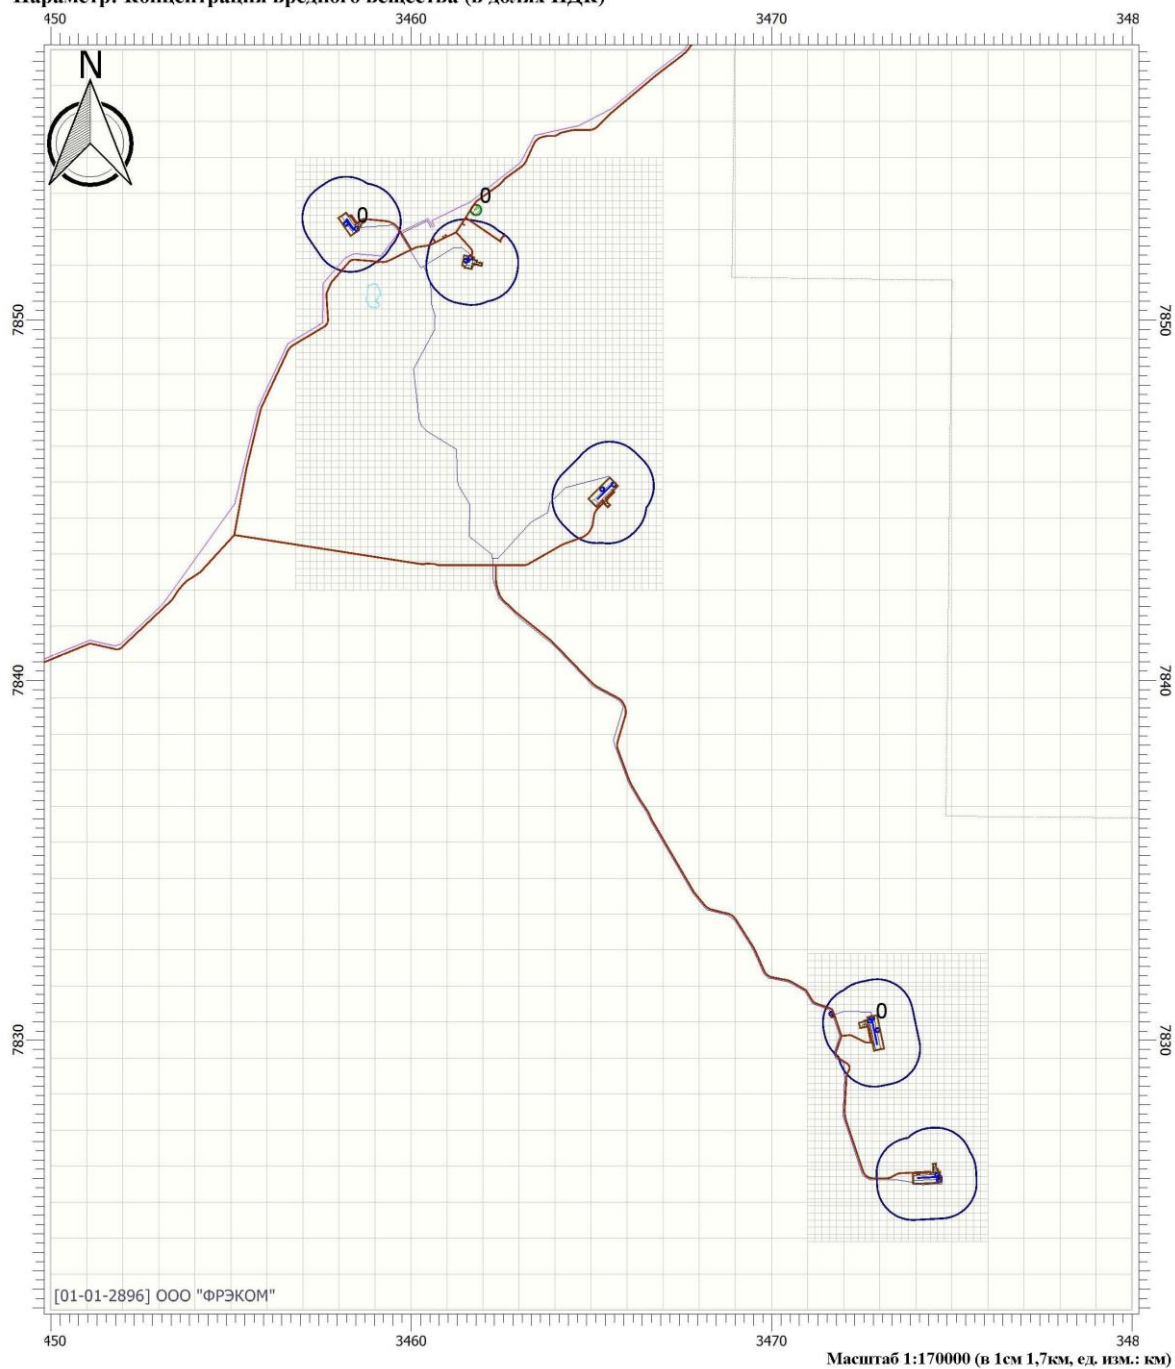 Параметр: Концентрация вредного вещества (в долях ПДК)
450 3460 3470 348
N
0
0
7850 7850
7840 7840
0
7830 7830
[01-01-2896] ООО "ФРЭКОМ"
450 3460 3470 348
Масштаб 1:170000 (в 1см 1,7км, ед. изм.: км)